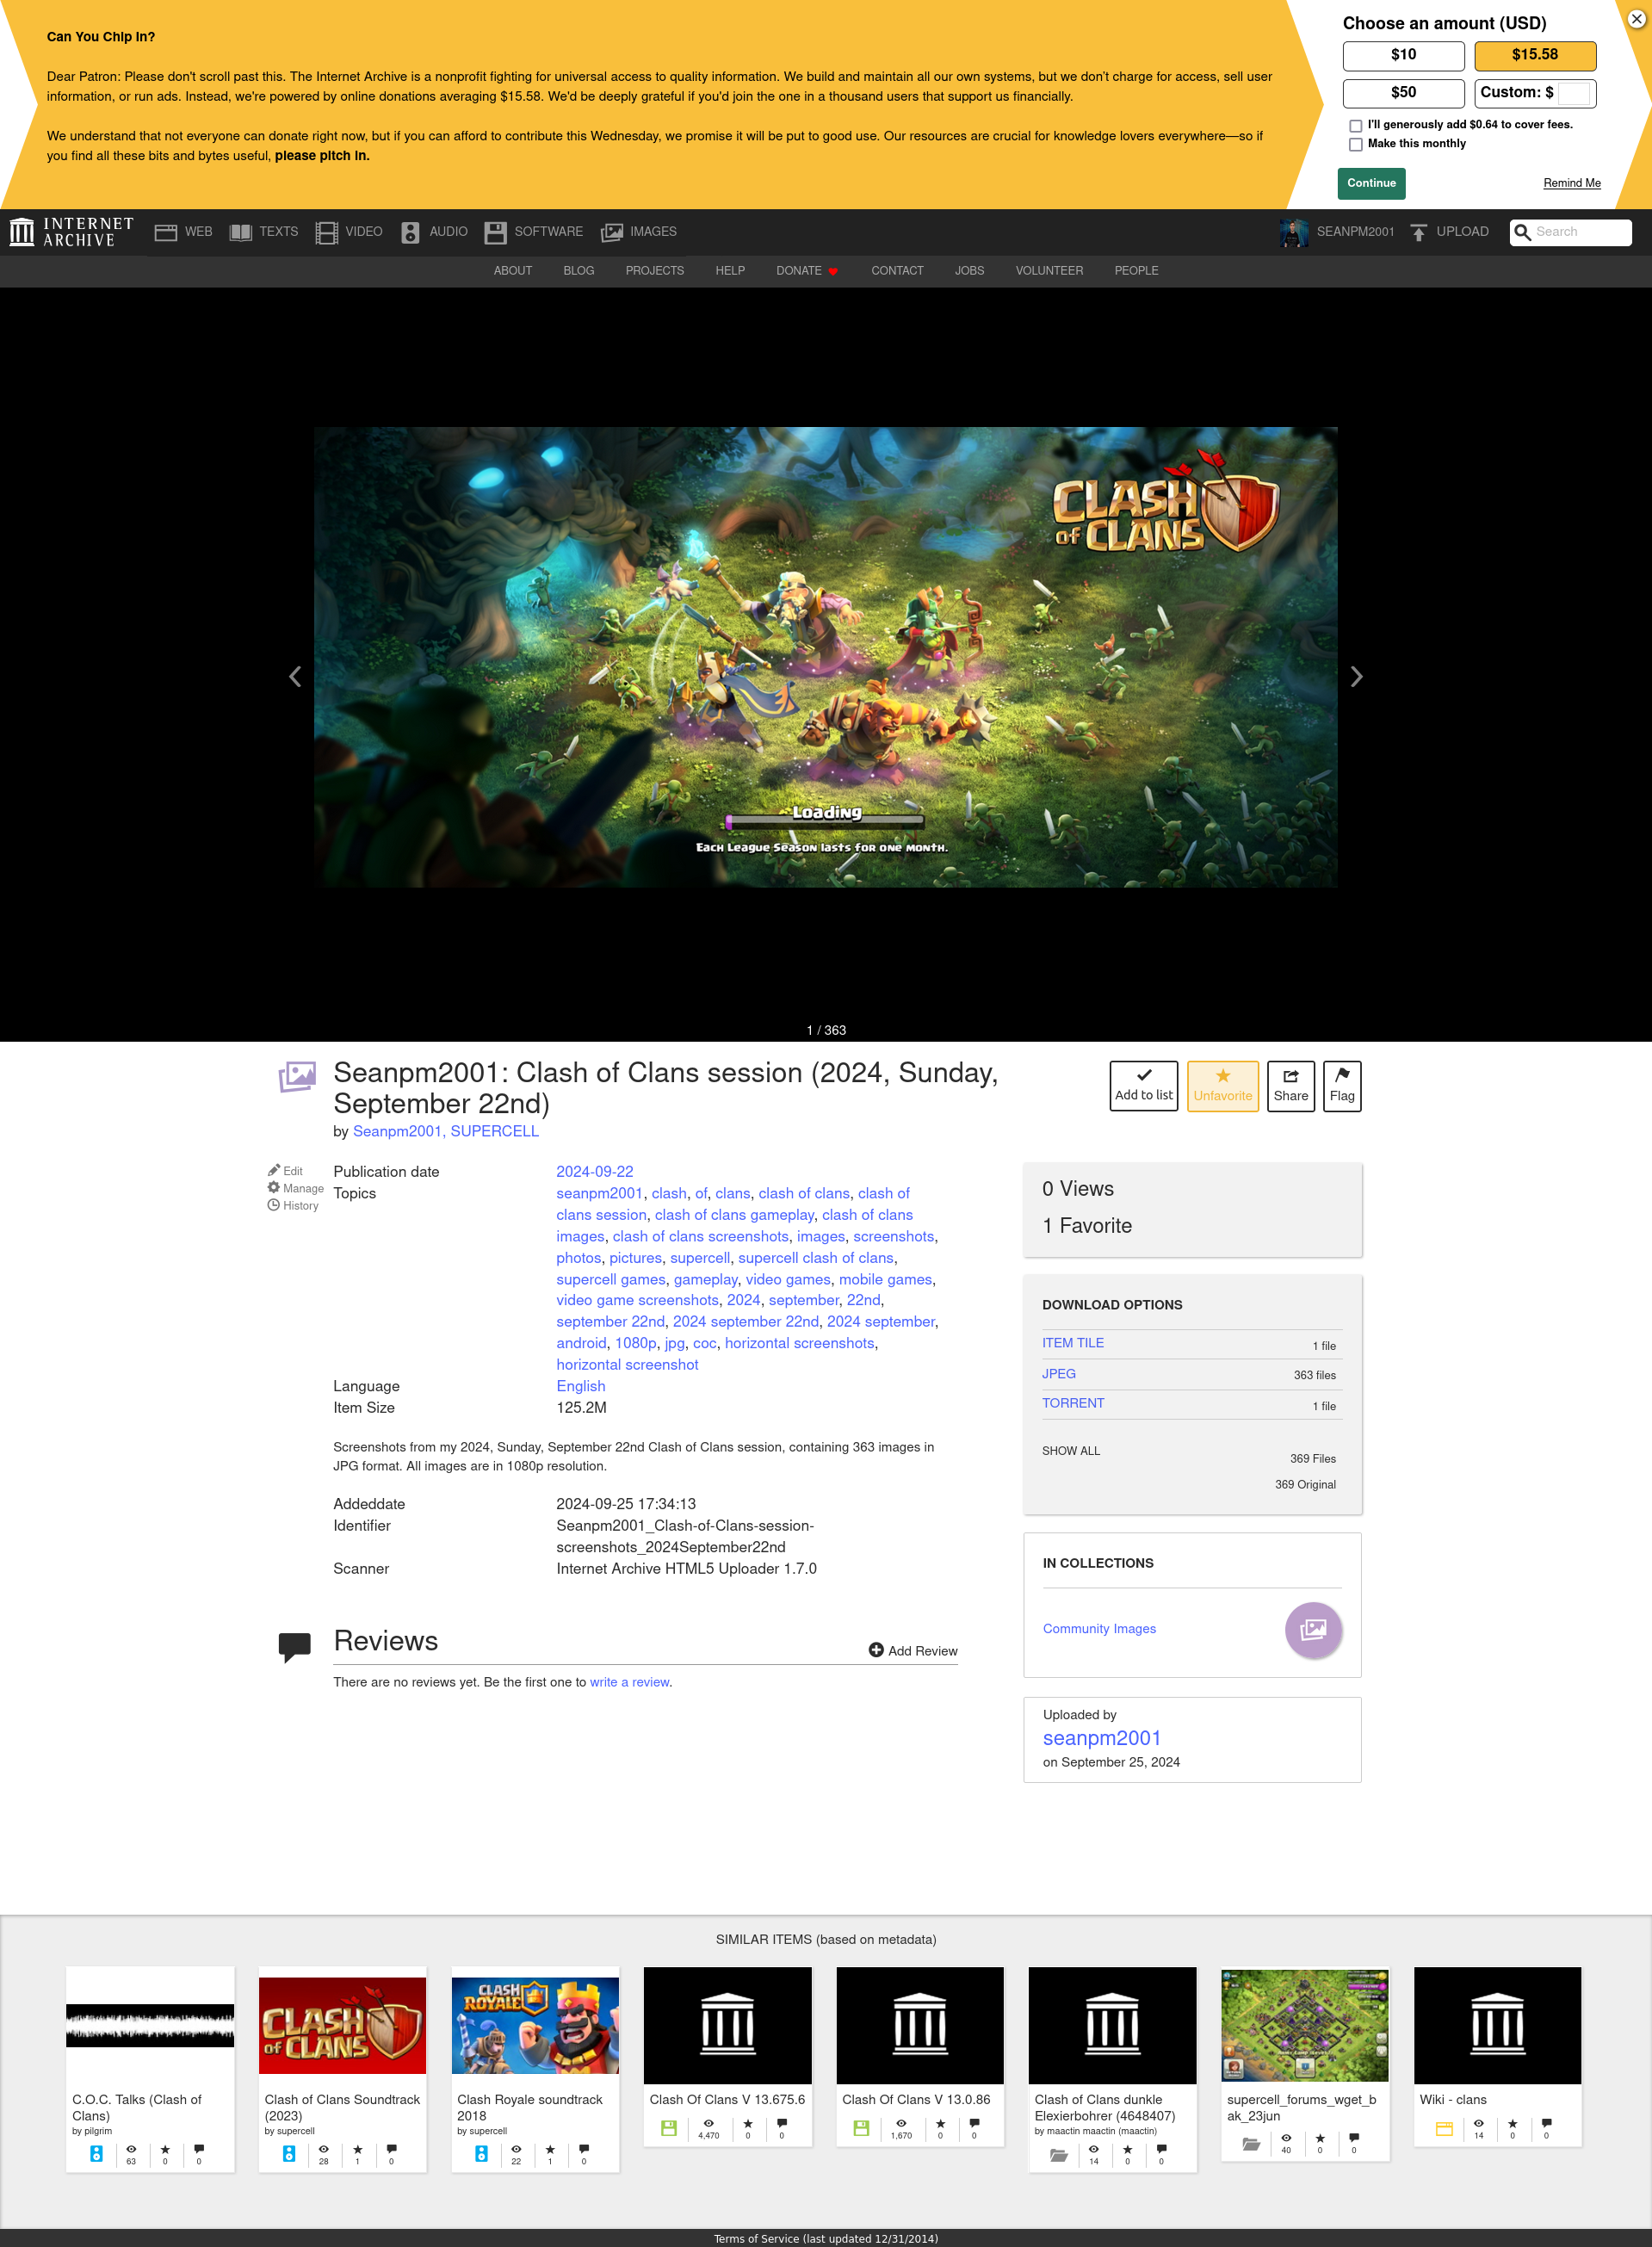 Can You Chip In?
Dear Patron: Please don't scroll past this. The Internet Archive is a nonprofit fighting for universal access to quality information. We build and maintain all our own systems, but we don't charge for access, sell user
information, or run ads. Instead, we're powered by online donations averaging $15.58. We'd be deeply grateful if you'd join the one in a thousand users that support us financially.
We understand that not everyone can donate right now, but if you can afford to contribute this Wednesday, we promise it will be put to good use. Our resources are crucial for knowledge lovers everywhere—so if
you find all these bits and bytes useful, please pitch in.
Choose an amount (USD)
$10
$15.58
$50
Custom: $
I'll generously add $0.64 to cover fees.
Make this monthly
Continue
Remind Me
INTERNET
ARCHIVE
WEB
TEXTS
VIDEO
AUDIO
SOFTWARE
IMAGES
SEANPM2001
UPLOAD
Search
ABOUT
BLOG
PROJECTS
HELP
DONATE
CONTACT
JOBS
VOLUNTEER
PEOPLE
CLASH
OF CLANS
Loading
Each League Season lasts for one month.
1 / 363
Seanpm2001: Clash of Clans session (2024, Sunday,
September 22nd)
by Seanpm2001, SUPERCELL
Add to list
Unfavorite
Share
Flag
Edit
Manage
History
Publication date 2024-09-22
Topics seanpm2001, clash, of, clans, clash of clans, clash of
clans session, clash of clans gameplay, clash of clans
images, clash of clans screenshots, images, screenshots,
photos, pictures, supercell, supercell clash of clans,
supercell games, gameplay, video games, mobile games,
video game screenshots, 2024, september, 22nd,
september 22nd, 2024 september 22nd, 2024 september,
android, 1080p, jpg, coc, horizontal screenshots,
horizontal screenshot
Language English
Item Size 125.2M
Screenshots from my 2024, Sunday, September 22nd Clash of Clans session, containing 363 images in
JPG format. All images are in 1080p resolution.
Addeddate 2024-09-25 17:34:13
Identifier Seanpm2001_Clash-of-Clans-session-
screenshots_2024September22nd
Scanner Internet Archive HTML5 Uploader 1.7.0
Reviews
Add Review
There are no reviews yet. Be the first one to write a review.
0 Views
1 Favorite
DOWNLOAD OPTIONS
ITEM TILE 1 file
JPEG 363 files
TORRENT 1 file
SHOW ALL 369 Files
369 Original
IN COLLECTIONS
Community Images
Uploaded by
seanpm2001
on September 25, 2024
SIMILAR ITEMS (based on metadata)
C.O.C. Talks (Clash of
Clans)
by pilgrim
63 0 0
CLASH
OF CLANS
Clash of Clans Soundtrack
(2023)
by supercell
28 1 0
CLASH
ROYALE
Clash Royale soundtrack
2018
by supercell
22 1 0
Clash Of Clans V 13.675.6
4,470 0 0
Clash Of Clans V 13.0.86
1,670 0 0
Clash of Clans dunkle
Elexierbohrer (4648407)
by maactin maactin (maactin)
14 0 0
supercell_forums_wget_b
ak_23jun
40 0 0
Wiki - clans
14 0 0
Terms of Service (last updated 12/31/2014)